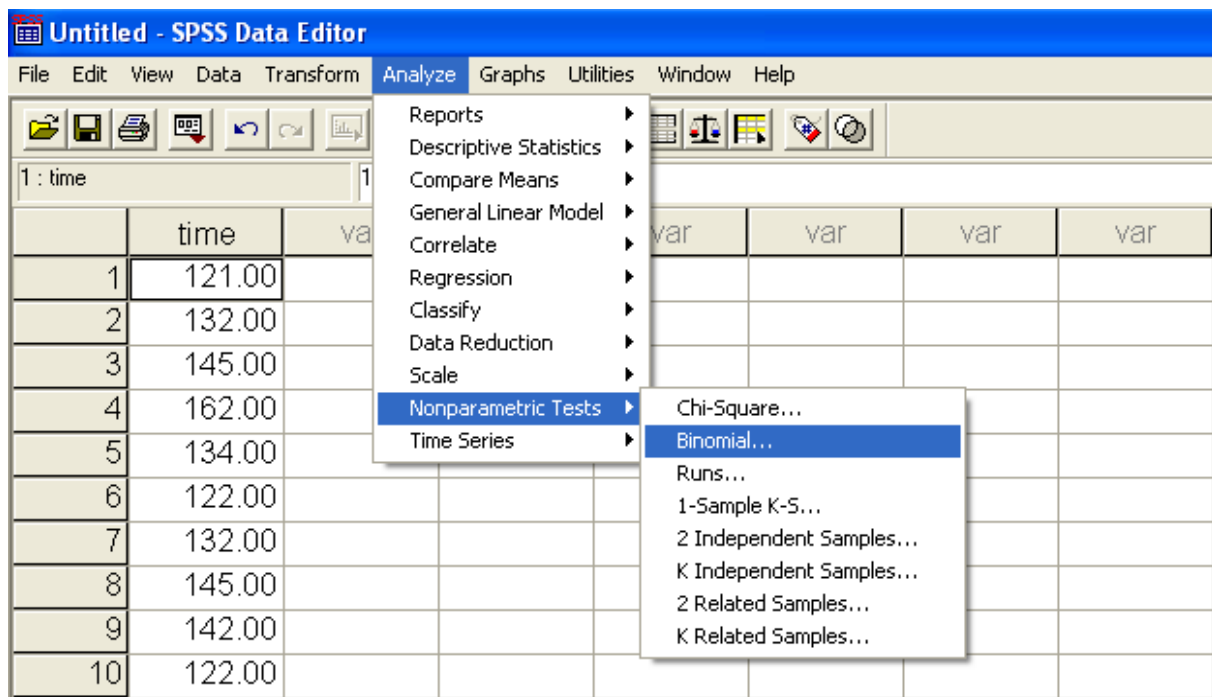 Untitled - SPSS Data Editor
File Edit View Data Transform Analyze Graphs Utilities Window Help
1 : time
1
Reports
Descriptive Statistics
Compare Means
General Linear Model
Correlate
Regression
Classify
Data Reduction
Scale
Nonparametric Tests
Time Series
Chi-Square...
Binomial...
Runs...
1-Sample K-S...
2 Independent Samples...
K Independent Samples...
2 Related Samples...
K Related Samples...
time va var var var var
1 121.00
2 132.00
3 145.00
4 162.00
5 134.00
6 122.00
7 132.00
8 145.00
9 142.00
10 122.00